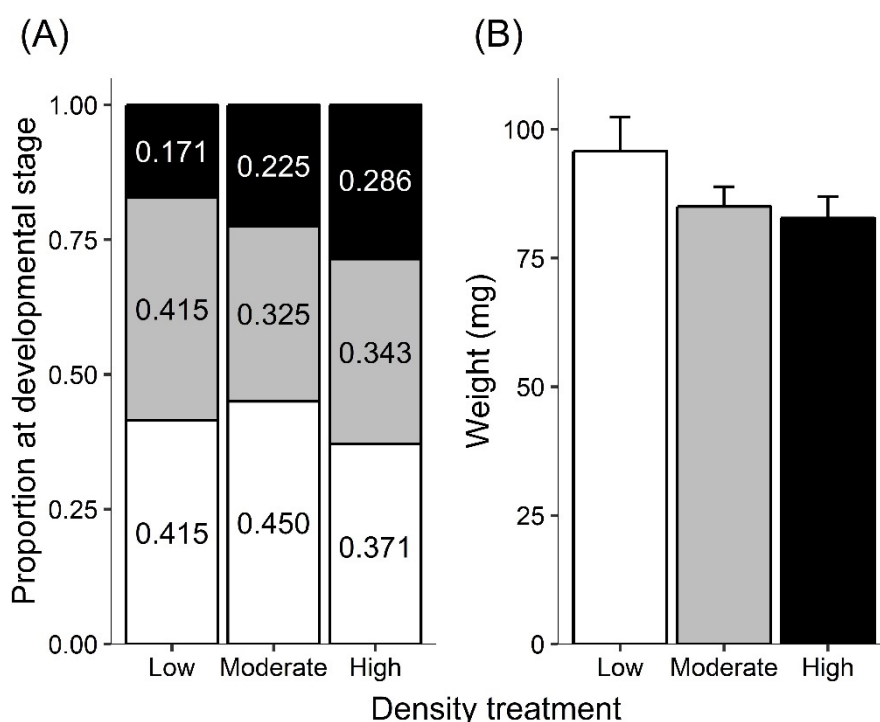 (A)
Proportion at developmental stage
1.00
0.75
0.50
0.25
0.00
0.171
0.225
0.286
0.415
0.325
0.343
0.415
0.450
0.371
Low Moderate High
(B)
Weight (mg)
100
75
50
25
0
Low Moderate High
Density treatment